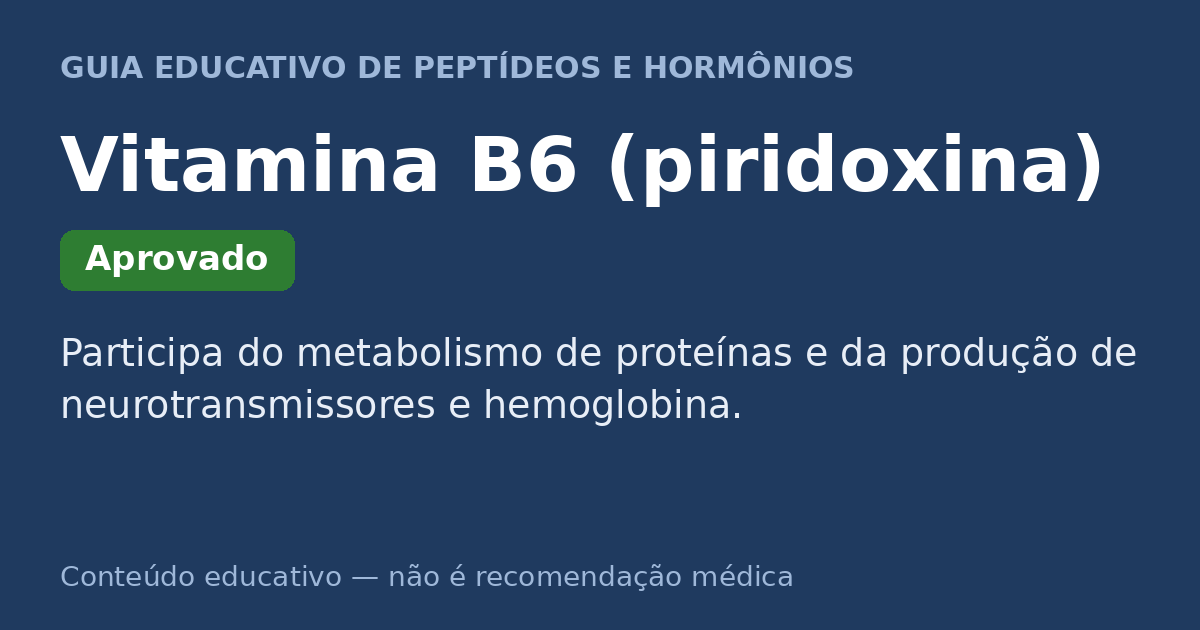 GUIA EDUCATIVO DE PEPTÍDEOS E HORMÔNIOS
Vitamina B6 (piridoxina)
Aprovado
Participa do metabolismo de proteínas e da produção de
neurotransmissores e hemoglobina.
Conteúdo educativo — não é recomendação médica